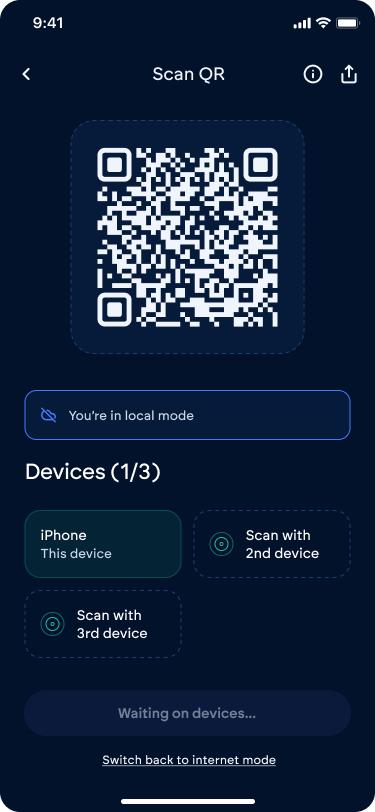 9:41
Scan QR
You're in local mode
Devices (1/3)
iPhone
This device
Scan with
2nd device
Scan with
3rd device
Waiting on devices...
Switch back to internet mode